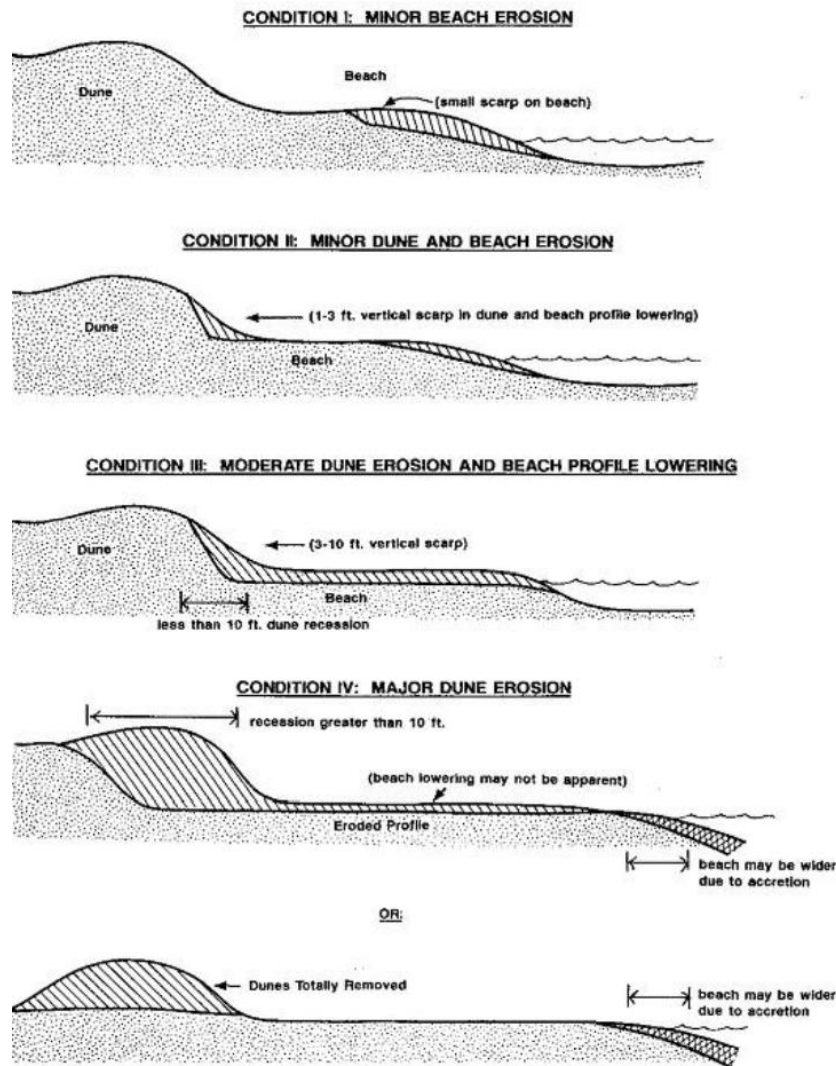 CONDITION I: MINOR BEACH EROSION
Beach
Dune
(small scarp on beach)
CONDITION II: MINOR DUNE AND BEACH EROSION
(1-3 ft. vertical scarp in dune and beach profile lowering)
Dune
Beach
CONDITION III: MODERATE DUNE EROSION AND BEACH PROFILE LOWERING
(3-10 ft. vertical scarp)
Dune
Beach
less than 10 ft. dune recession
CONDITION IV: MAJOR DUNE EROSION
recession greater than 10 ft.
(beach lowering may not be apparent)
Eroded Profile
beach may be wider
due to accretion
OR:
Dunes Totally Removed
beach may be wider
due to accretion